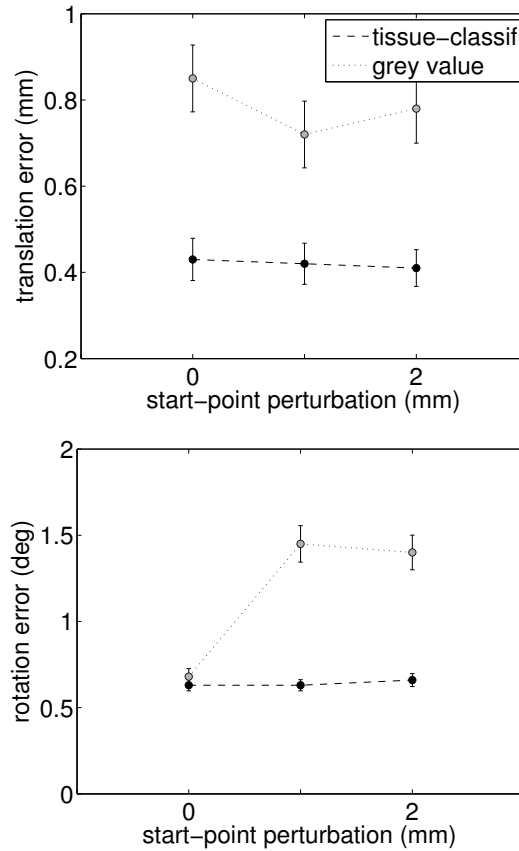 1
tissue−classif
grey value
0.8
0.6
0.4
0.2
translation error (mm)
0
2
start−point perturbation (mm)
2
1.5
1
0.5
0
rotation error (deg)
0
2
start−point perturbation (mm)